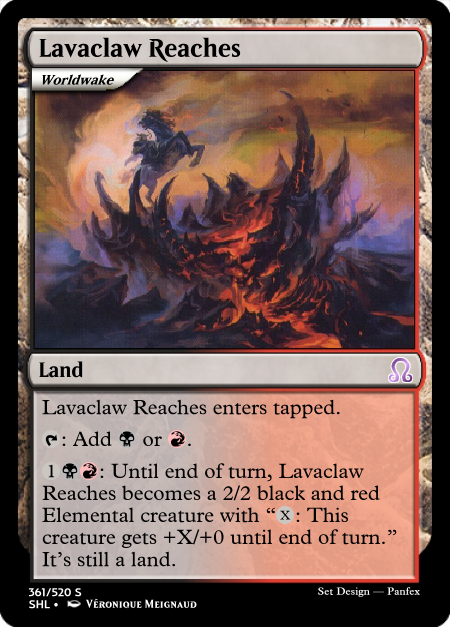 Lavaclaw Reaches
Worldwake
Land
Lavaclaw Reaches enters tapped.
: Add or .
1 : Until end of turn, Lavaclaw
Reaches becomes a 2/2 black and red
Elemental creature with “X: This
creature gets +X/+0 until end of turn.”
It's still a land.
361/520 S
Set Design — Panfex
SHL • Véronique Meignaud